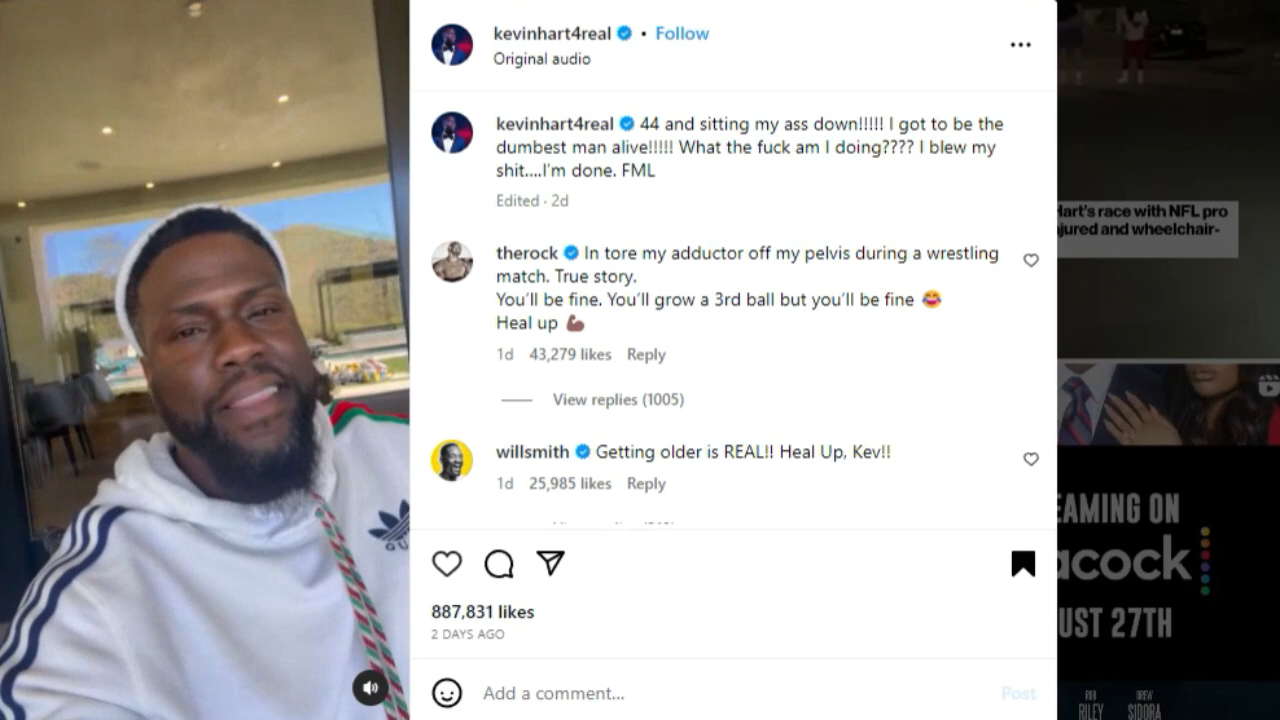 kevinhart4real • Follow
Original audio
kevinhart4real 44 and sitting my ass down!!!!! I got to be the
dumbest man alive!!!!! What the fuck am I doing???? I blew my
shit....I'm done. FML
Edited · 2d
therock In tore my adductor off my pelvis during a wrestling
match. True story.
You'll be fine. You'll grow a 3rd ball but you'll be fine 😂
Heal up 💪🏿
1d 43,279 likes Reply
View replies (1005)
willsmith Getting older is REAL!! Heal Up, Kev!!
1d 25,985 likes Reply
887,831 likes
2 DAYS AGO
Add a comment...
Post
Hart's race with NFL pro
jured and wheelchair-
EAMING ON
acock
UST 27TH
RILEY
DREW
SIDORA